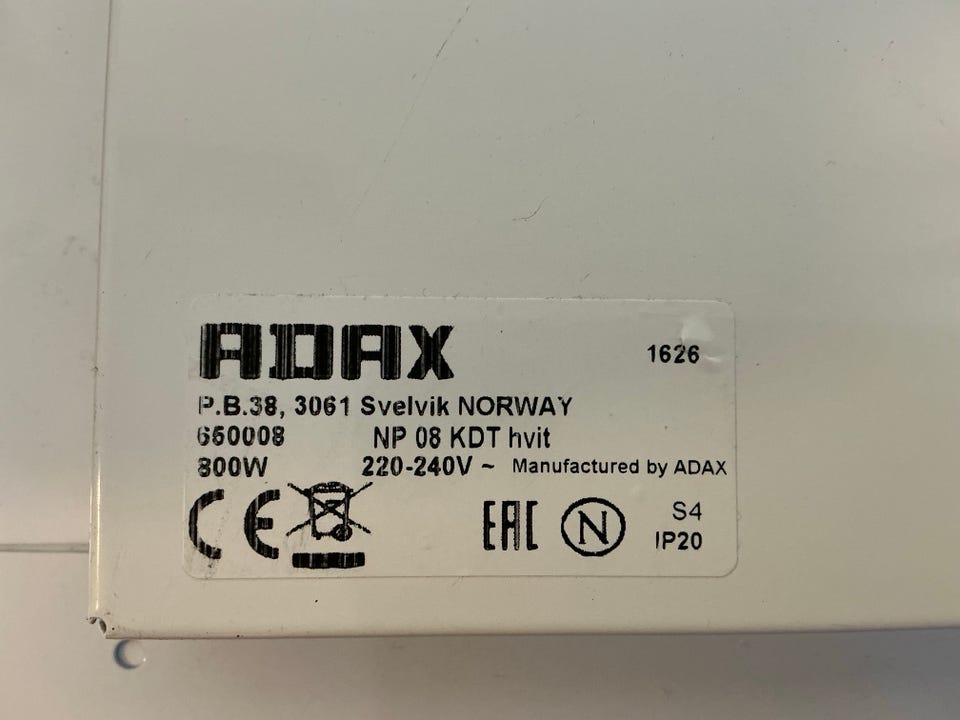 ADAX
1626
P.B.38, 3061 Svelvik NORWAY
650008 NP 08 KDT hvit
800W 220-240V ~ Manufactured by ADAX
CE EAC N S4
IP20